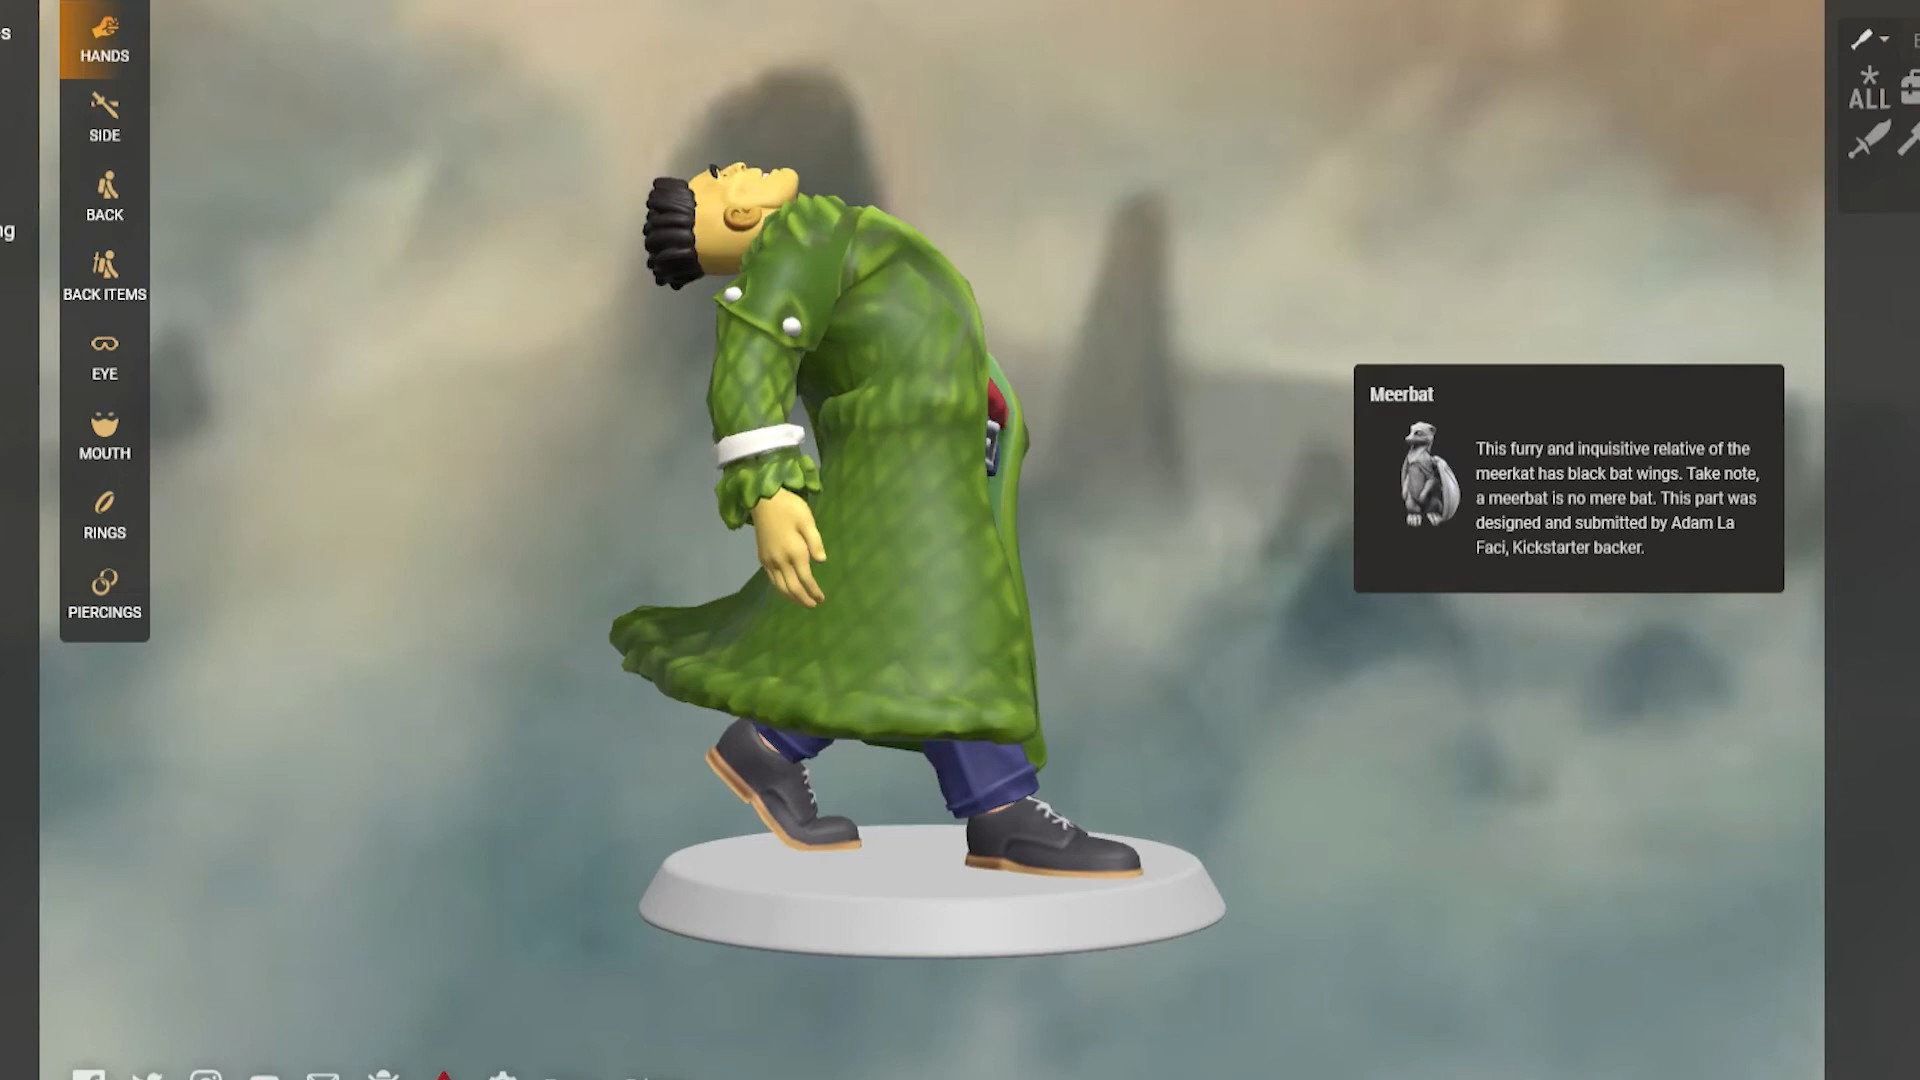 HANDS
SIDE
BACK
BACK ITEMS
EYE
MOUTH
RINGS
PIERCINGS
Meerbat
This furry and inquisitive relative of the
meerkat has black bat wings. Take note,
a meerbat is no mere bat. This part was
designed and submitted by Adam La
Faci, Kickstarter backer.
ALL